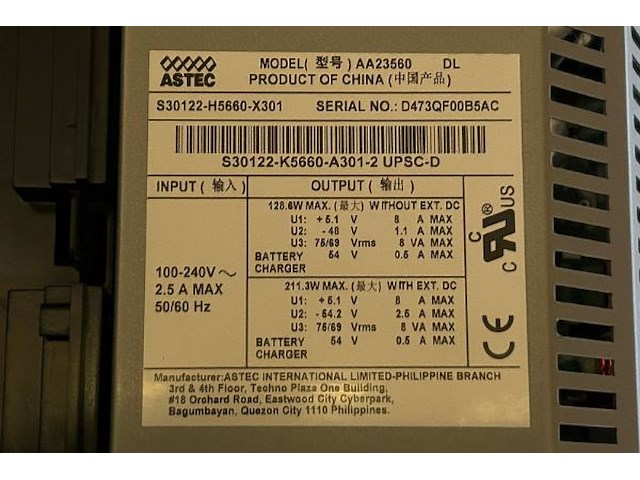 MODEL(型号) AA23560 DL
ASTEC
PRODUCT OF CHINA (中国产品)
S30122-H5660-X301 SERIAL NO.: D473QF00B5AC
S30122-K5660-A301-2 UPSC-D
INPUT (输入) OUTPUT (输出)
128.6W MAX. (最大) WITHOUT EXT. DC
U1: +5.1 V 8 A MAX
U2: -48 V 1.1 A MAX
U3: 75/69 Vrms 8 VA MAX
BATTERY 54 V 0.5 A MAX
CHARGER
100-240V~
2.5 A MAX
50/60 Hz
211.3W MAX. (最大) WITH EXT. DC
U1: +5.1 V 8 A MAX
U2: -54.2 V 2.5 A MAX
U3: 75/69 Vrms 8 VA MAX
BATTERY 54 V 0.5 A MAX
CHARGER
C RU® US
C
CE
Manufacturer:ASTEC INTERNATIONAL LIMITED-PHILIPPINE BRANCH
3rd & 4th Floor, Techno Plaza One Building,
#18 Orchard Road, Eastwood City Cyberpark,
Bagumbayan, Quezon City 1110 Philippines.